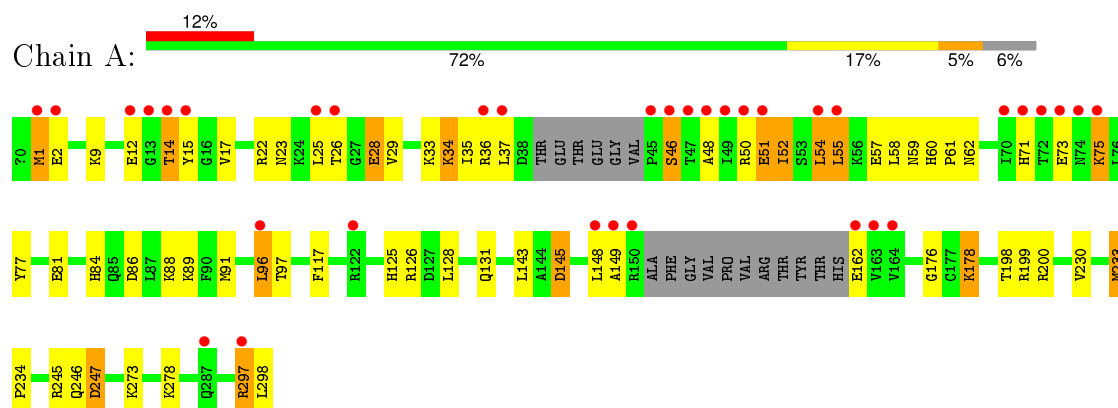 12%
Chain A:
72% 17% 5% 6%
?0 M1 E2 K9 E12 G13 T14 Y15 G16 V17 R22 N23 K24 L25 T26 G27 E28 V29 K33 K34 I35 R36 L37 D38 THR GLU THR GLU GLY VAL P45 S46 T47 A48 I49 R50 E51 I52 S53 L54 L55 K56 E57 L58 N59 H60 P61 N62 I70 H71 T72 E73 N74 K75 L76
Y77 E81 H84 Q85 D86 L87 K88 K89 F90 M91 L96 T97 F117 R122 H125 R126 D127 L128 Q131 L143 A144 D145 L148 A149 R150 ALA PHE GLY VAL PRO VAL ARG THR TYR THR HIS E162 V163 V164 G176 C177 K178 T198 R199 R200 V230 M233
P234 R245 Q246 D247 K273 K278 Q287 R297 L298